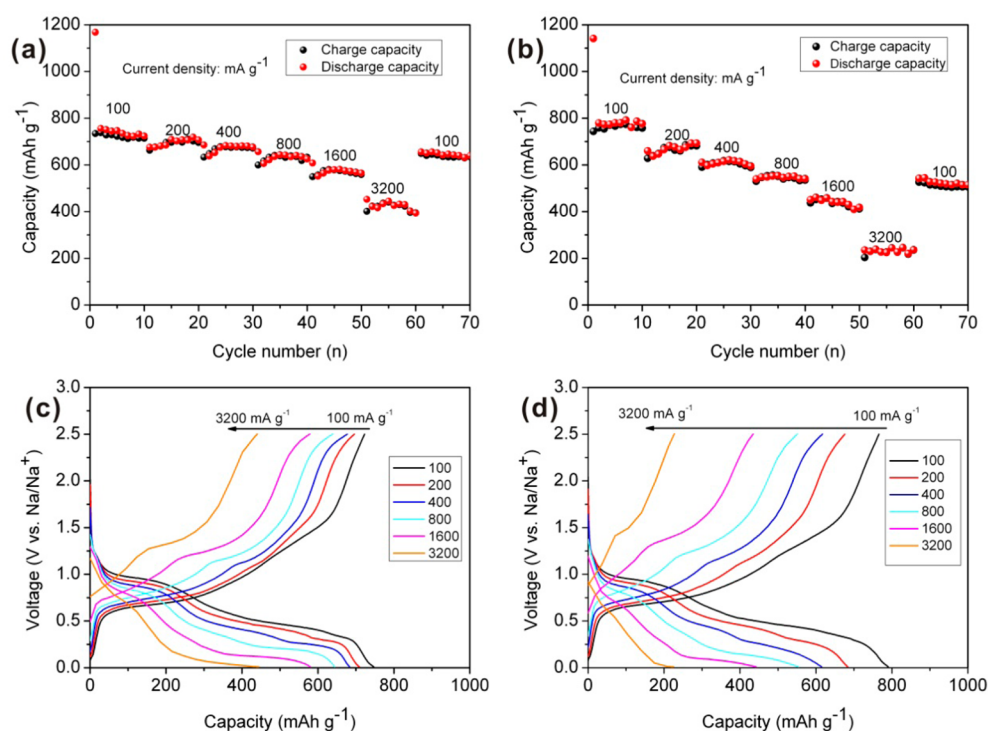 (a)
1200
1000
800
600
400
200
0
Capacity (mAh g⁻¹)
Charge capacity
Discharge capacity
Current density: mA g⁻¹
100
200
400
800
1600
3200
100
0 10 20 30 40 50 60 70
Cycle number (n)
(b)
1200
1000
800
600
400
200
0
Capacity (mAh g⁻¹)
Charge capacity
Discharge capacity
Current density: mA g⁻¹
100
200
400
800
1600
3200
100
0 10 20 30 40 50 60 70
Cycle number (n)
(c)
3.0
2.5
2.0
1.5
1.0
0.5
0.0
Voltage (V vs. Na/Na⁺)
3200 mA g⁻¹ 100 mA g⁻¹
100
200
400
800
1600
3200
0 200 400 600 800 1000
Capacity (mAh g⁻¹)
(d)
3.0
2.5
2.0
1.5
1.0
0.5
0.0
Voltage (V vs. Na/Na⁺)
3200 mA g⁻¹ 100 mA g⁻¹
100
200
400
800
1600
3200
0 200 400 600 800 1000
Capacity (mAh g⁻¹)